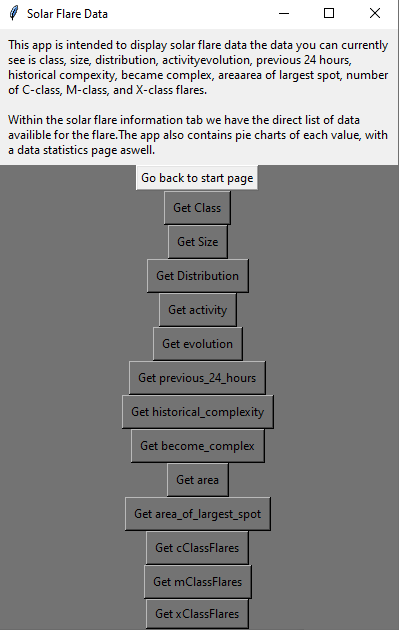 Solar Flare Data
This app is intended to display solar flare data the data you can currently
see is class, size, distribution, activityevolution, previous 24 hours,
historical compexity, became complex, areaarea of largest spot, number
of C-class, M-class, and X-class flares.
Within the solar flare information tab we have the direct list of data
availible for the flare.The app also contains pie charts of each value, with
a data statistics page aswell.
Go back to start page
Get Class
Get Size
Get Distribution
Get activity
Get evolution
Get previous_24_hours
Get historical_complexity
Get become_complex
Get area
Get area_of_largest_spot
Get cClassFlares
Get mClassFlares
Get xClassFlares